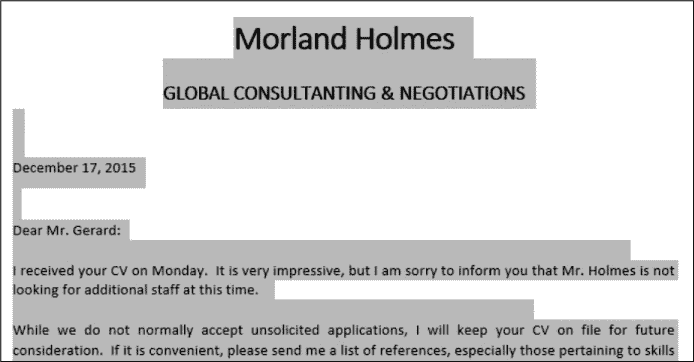 Morland Holmes
GLOBAL CONSULTANTING & NEGOTIATIONS
December 17, 2015
Dear Mr. Gerard:
I received your CV on Monday. It is very impressive, but I am sorry to inform you that Mr. Holmes is not
looking for additional staff at this time.
While we do not normally accept unsolicited applications, I will keep your CV on file for future
consideration. If it is convenient, please send me a list of references, especially those pertaining to skills